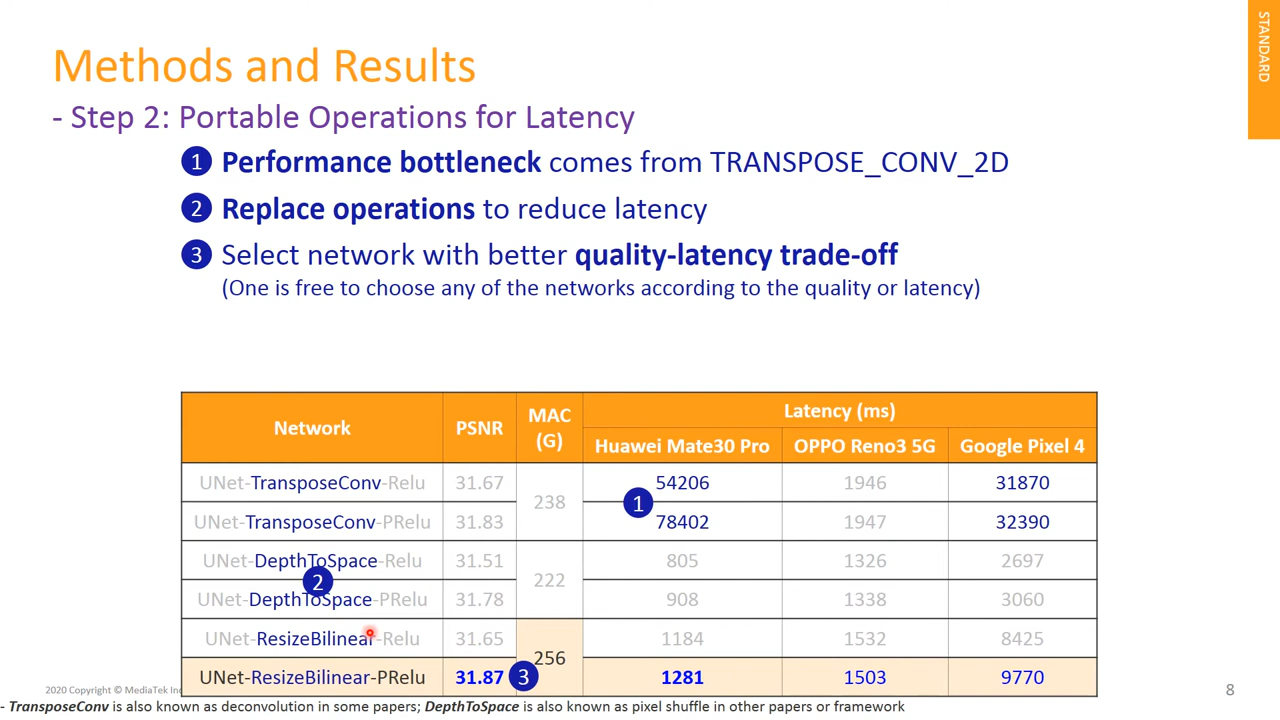 STANDARD
Methods and Results
- Step 2: Portable Operations for Latency
1 Performance bottleneck comes from TRANSPOSE_CONV_2D
2 Replace operations to reduce latency
3 Select network with better quality-latency trade-off
(One is free to choose any of the networks according to the quality or latency)
Network PSNR MAC (G) Latency (ms)
Huawei Mate30 Pro OPPO Reno3 5G Google Pixel 4
UNet-TransposeConv-Relu 31.67 238 54206 1946 31870
1
UNet-TransposeConv-PRelu 31.83 78402 1947 32390
UNet-DepthToSpace-Relu 31.51 222 805 1326 2697
2
UNet-DepthToSpace-PRelu 31.78 908 1338 3060
UNet-ResizeBilinear-Relu 31.65 256 1184 1532 8425
UNet-ResizeBilinear-PRelu 31.87 3 1281 1503 9770
2020 Copyright © MediaTek Inc
8
- TransposeConv is also known as deconvolution in some papers; DepthToSpace is also known as pixel shuffle in other papers or framework